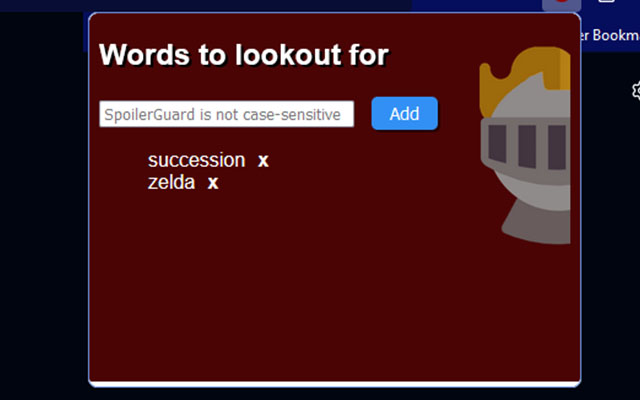 er Bookm
Words to lookout for
SpoilerGuard is not case-sensitive
Add
succession x
zelda x